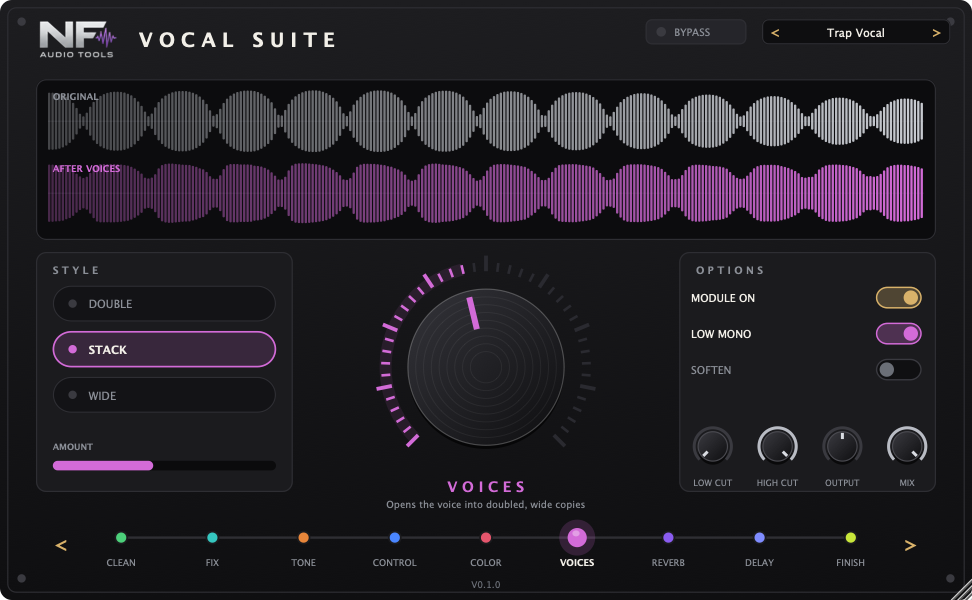 NF
AUDIO TOOLS
VOCAL SUITE
BYPASS
< Trap Vocal >
ORIGINAL
AFTER VOICES
STYLE
DOUBLE
STACK
WIDE
AMOUNT
VOICES
Opens the voice into doubled, wide copies
OPTIONS
MODULE ON
LOW MONO
SOFTEN
LOW CUT HIGH CUT OUTPUT MIX
< >
CLEAN FIX TONE CONTROL COLOR VOICES REVERB DELAY FINISH
V0.1.0